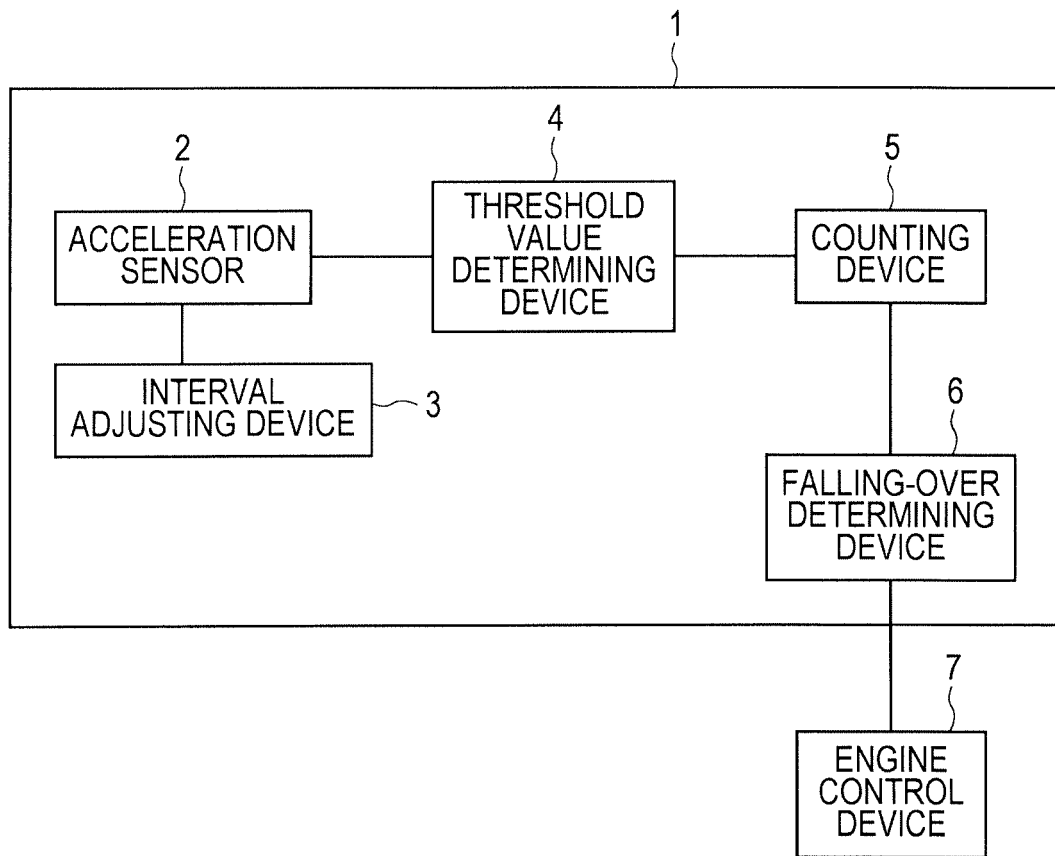 1
2
ACCELERATION
SENSOR
4
THRESHOLD
VALUE
DETERMINING
DEVICE
5
COUNTING
DEVICE
INTERVAL
ADJUSTING DEVICE
3
6
FALLING-OVER
DETERMINING
DEVICE
7
ENGINE
CONTROL
DEVICE